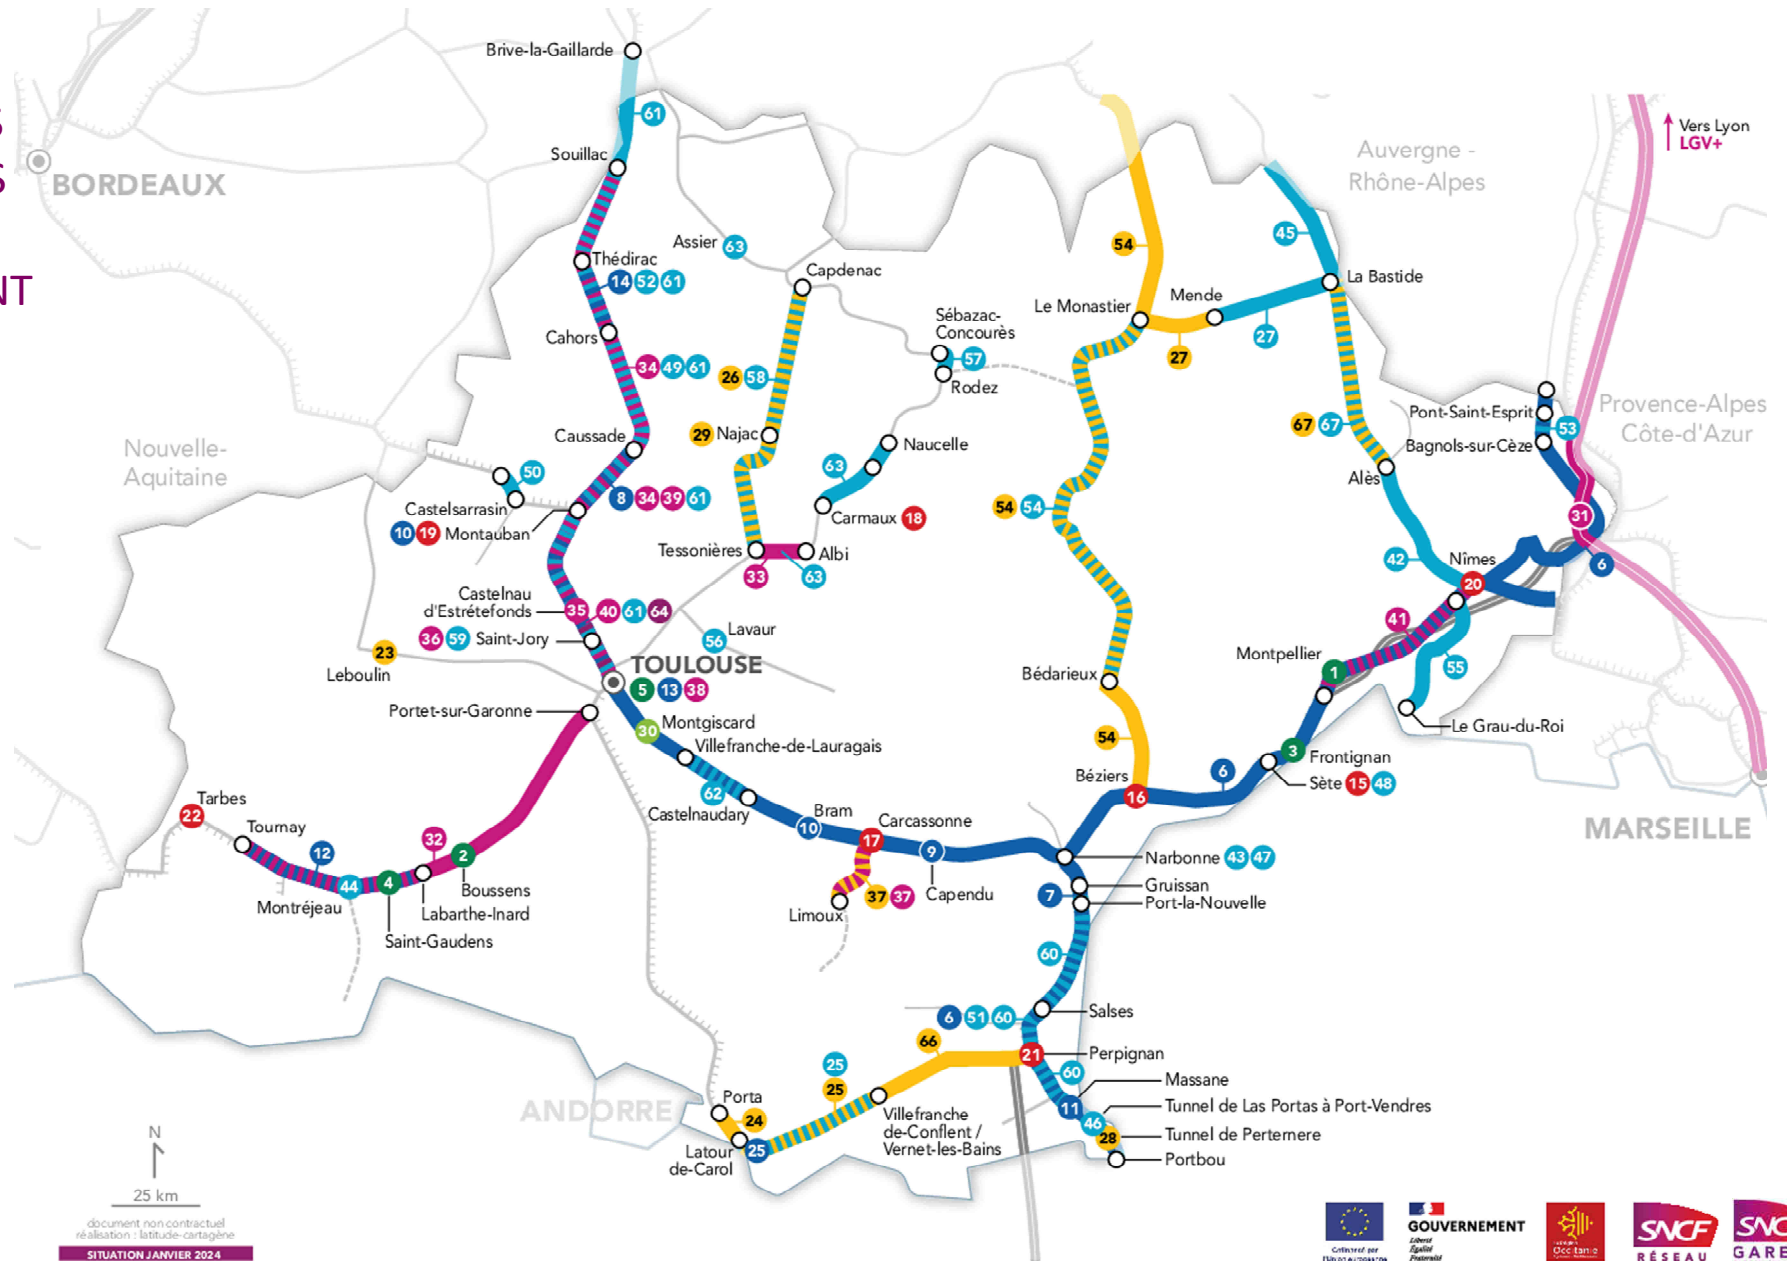 S
S
NT
Brive-la-Gaillarde
61
Souillac
BORDEAUX
Vers Lyon
LGV+
Auvergne -
Rhône-Alpes
Assier 63
54
45
Thédirac
14 52 61
Capdenac
La Bastide
Le Monastier
Mende
27
27
Cahors
34 49 61
26 58
Sébazac-
Concourès
57
Rodez
Provence-Alpes
Côte-d'Azur
Pont-Saint-Esprit
53
Bagnols-sur-Cèze
Nouvelle-
Aquitaine
Caussade
29 Najac
Naucelle
63
67 67
Alès
50
Castelsarrasin
10 19 Montauban
8 34 39 61
Carmaux 18
54 54
31
6
Tessonières
Albi
33
63
42
Nîmes
20
Castelnau
d'Estrétefonds
35 40 61 64
36 59 Saint-Jory
56
Lavaur
41
55
23
Leboulin
TOULOUSE
5 13 38
Montpellier
1
Bédarieux
Portet-sur-Garonne
30
Montgiscard
Villefranche-de-Lauragais
Le Grau-du-Roi
54
3
Frontignan
Béziers
16
6
Sète 15 48
62
Castelnaudary
Tarbes
22
Tournay
Bram
10
Carcassonne
17
9
Capendu
MARSEILLE
12
32
2
44
4
Boussens
Montréjeau
Labarthe-Inard
Saint-Gaudens
Narbonne 43 47
Gruissan
7
Port-la-Nouvelle
37 37
Limoux
60
Salses
6 51 60
66
21
Perpignan
25
25
60
Massane
11
Tunnel de Las Portas à Port-Vendres
46
Tunnel de Perternere
28
Portbou
ANDORRE
Porta
24
Latour
de-Carol
25
Villefranche
de-Conflent /
Vernet-les-Bains
N
25 km
document non contractuel
réalisation : latitude-cartagène
SITUATION JANVIER 2024
GOUVERNEMENT
Liberté
Égalité
Fraternité
Occitanie
SNCF
RÉSEAU
SNC
GARE